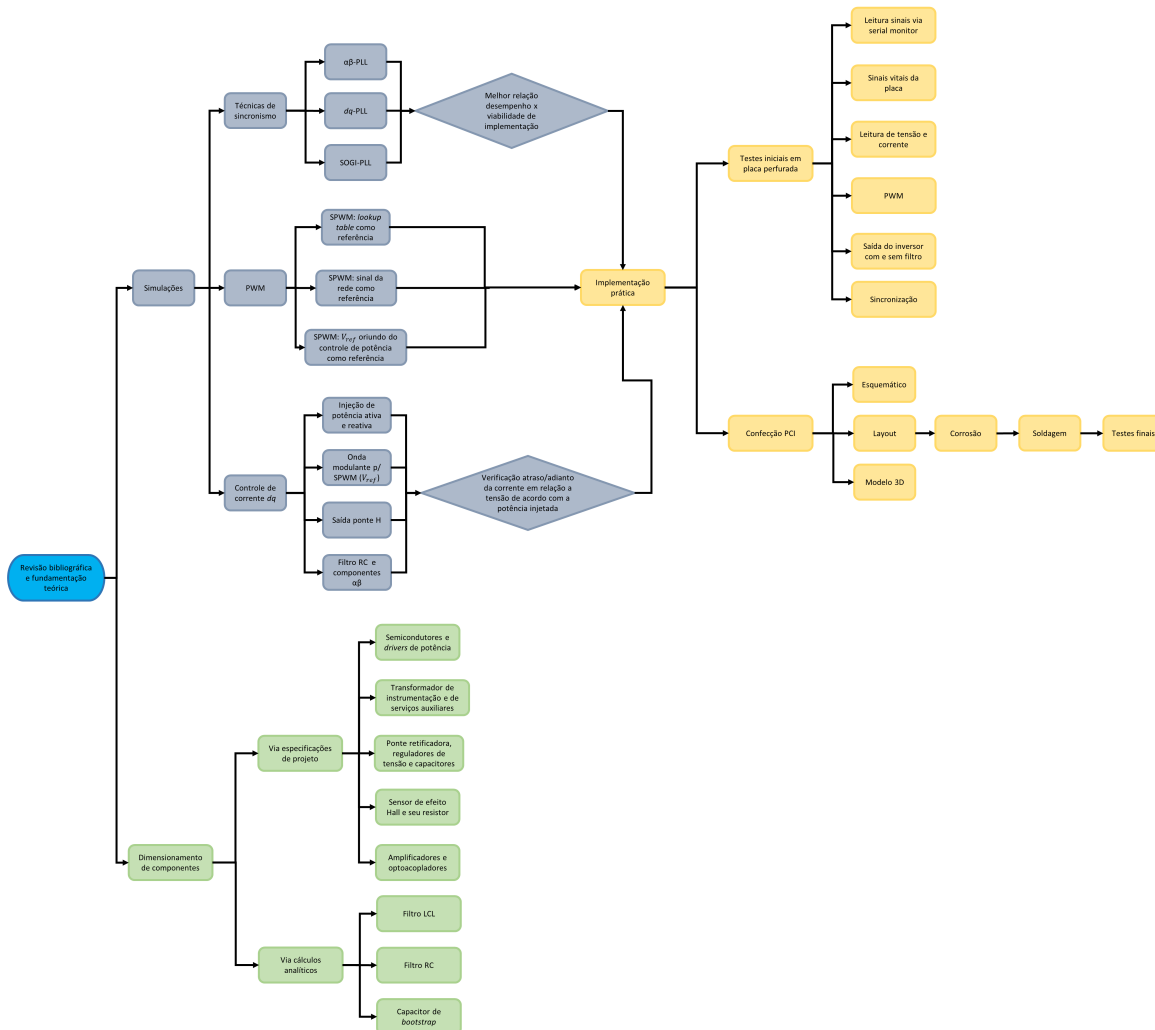 Revisão bibliográfica
e fundamentação
teórica
Simulações
Técnicas de
sincronismo
αβ-PLL
dq-PLL
SOGI-PLL
Melhor relação
desempenho x
viabilidade de
implementação
PWM
SPWM: lookup
table como
referência
SPWM: sinal da
rede como
referência
SPWM: V_ref oriundo do
controle de potência
como referência
Controle de
corrente dq
Injeção de
potência ativa
e reativa
Onda
modulante p/
SPWM (V_ref)
Saída ponte H
Filtro RC e
componentes
αβ
Verificação atraso/adianto
da corrente em relação a
tensão de acordo com a
potência injetada
Implementação
prática
Testes iniciais em
placa perfurada
Leitura sinais via
serial monitor
Sinais vitais da
placa
Leitura de tensão e
corrente
PWM
Saída do inversor
com e sem filtro
Sincronização
Confecção PCI
Esquemático
Layout
Corrosão
Soldagem
Testes finais
Modelo 3D
Dimensionamento
de componentes
Via especificações
de projeto
Semicondutores e
drivers de potência
Transformador de
instrumentação e de
serviços auxiliares
Ponte retificadora,
reguladores de
tensão e capacitores
Sensor de efeito
Hall e seu resistor
Amplificadores e
optoacopladores
Via cálculos
analíticos
Filtro LCL
Filtro RC
Capacitor de
bootstrap